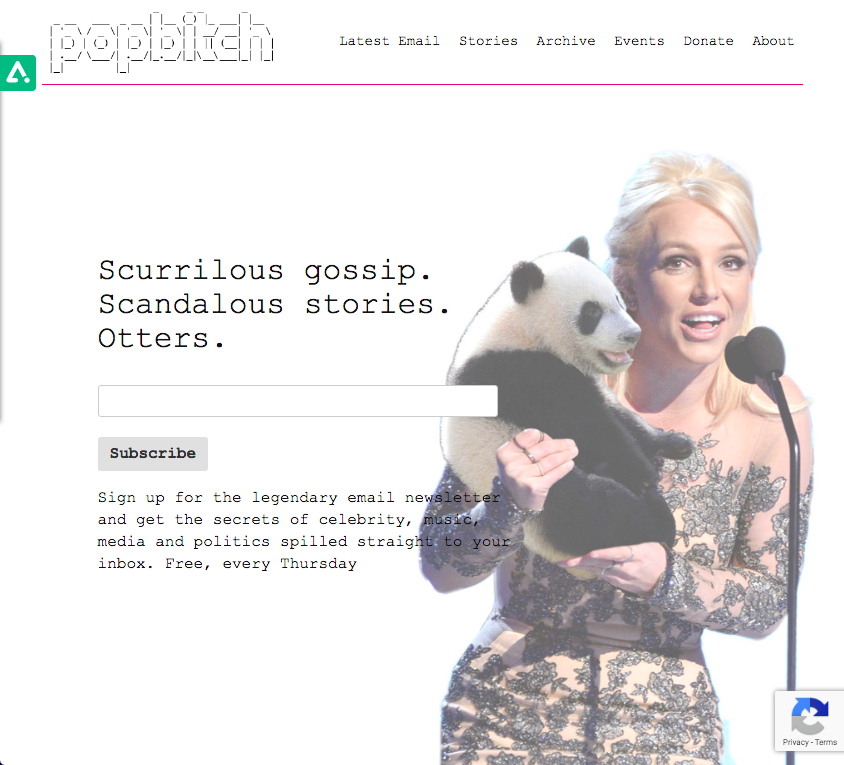 popbitch
Latest Email Stories Archive Events Donate About
Scurrilous gossip.
Scandalous stories.
Otters.
Subscribe
Sign up for the legendary email newsletter
and get the secrets of celebrity, music,
media and politics spilled straight to your
inbox. Free, every Thursday
Privacy - Terms